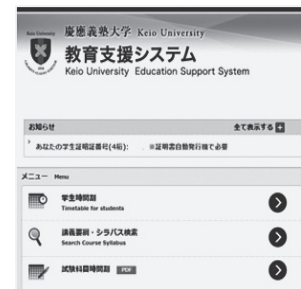 Keio University
慶應義塾大学 Keio University
教育支援システム
Keio University Education Support System
お知らせ 全て表示する +
あなたの学生証暗証番号(4桁): ※証明書自動発行機で必要
メニュー Menu
学生時間割
Timetable for students
講義要綱・シラバス検索
Search Course Syllabus
試験科目時間割 PDF